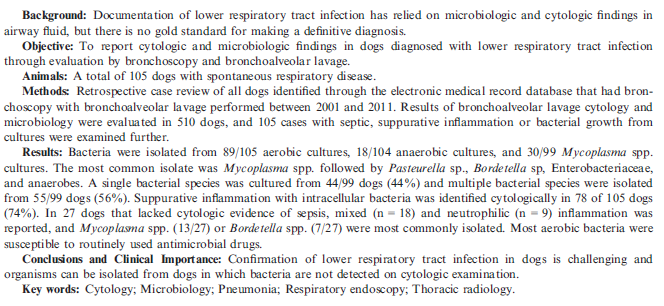 Background: Documentation of lower respiratory tract infection has relied on microbiologic and cytologic findings in
airway fluid, but there is no gold standard for making a definitive diagnosis.
Objective: To report cytologic and microbiologic findings in dogs diagnosed with lower respiratory tract infection
through evaluation by bronchoscopy and bronchoalveolar lavage.
Animals: A total of 105 dogs with spontaneous respiratory disease.
Methods: Retrospective case review of all dogs identified through the electronic medical record database that had bron-
choscopy with bronchoalveolar lavage performed between 2001 and 2011. Results of bronchoalveolar lavage cytology and
microbiology were evaluated in 510 dogs, and 105 cases with septic, suppurative inflammation or bacterial growth from
cultures were examined further.
Results: Bacteria were isolated from 89/105 aerobic cultures, 18/104 anaerobic cultures, and 30/99 Mycoplasma spp.
cultures. The most common isolate was Mycoplasma spp. followed by Pasteurella sp., Bordetella sp, Enterobacteriaceae,
and anaerobes. A single bacterial species was cultured from 44/99 dogs (44%) and multiple bacterial species were isolated
from 55/99 dogs (56%). Suppurative inflammation with intracellular bacteria was identified cytologically in 78 of 105 dogs
(74%). In 27 dogs that lacked cytologic evidence of sepsis, mixed (n = 18) and neutrophilic (n = 9) inflammation was
reported, and Mycoplasma spp. (13/27) or Bordetella spp. (7/27) were most commonly isolated. Most aerobic bacteria were
susceptible to routinely used antimicrobial drugs.
Conclusions and Clinical Importance: Confirmation of lower respiratory tract infection in dogs is challenging and
organisms can be isolated from dogs in which bacteria are not detected on cytologic examination.
Key words: Cytology; Microbiology; Pneumonia; Respiratory endoscopy; Thoracic radiology.